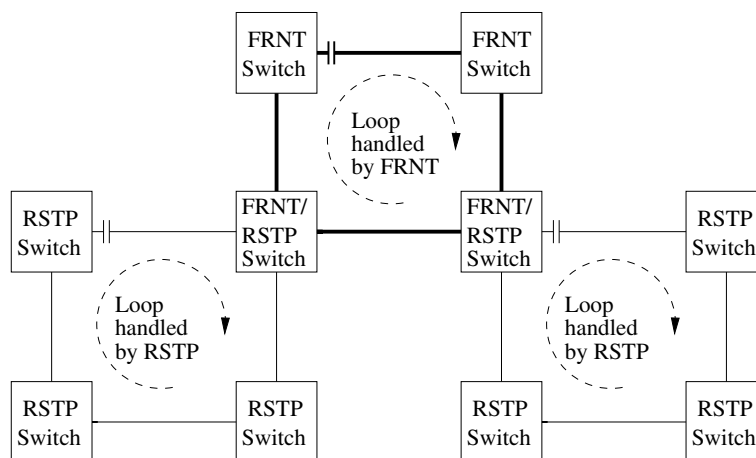 FRNT
Switch
FRNT
Switch
Loop
handled
by FRNT
RSTP
Switch
FRNT/
RSTP
Switch
FRNT/
RSTP
Switch
RSTP
Switch
Loop
handled
by RSTP
Loop
handled
by RSTP
RSTP
Switch
RSTP
Switch
RSTP
Switch
RSTP
Switch